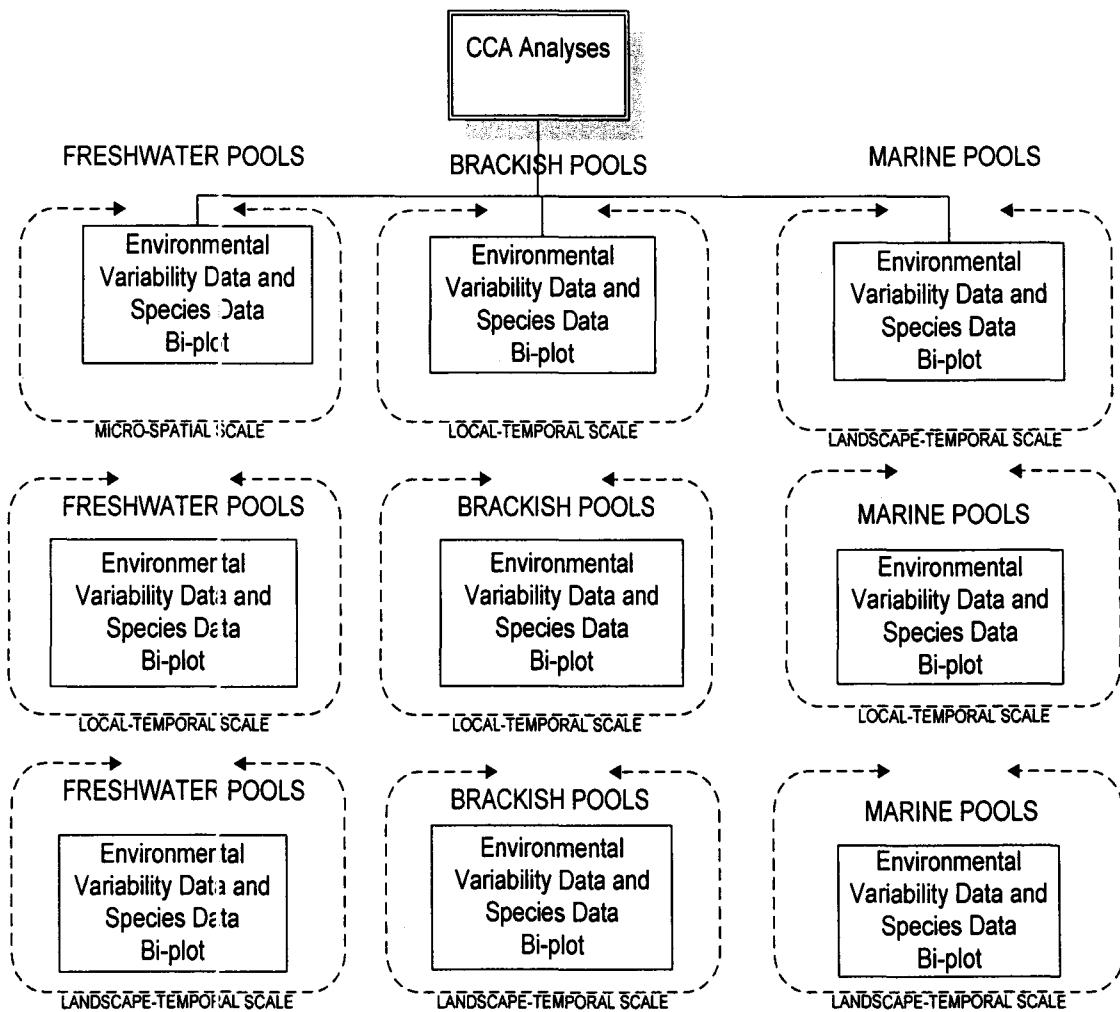 CCA Analyses
FRESHWATER POOLS
BRACKISH POOLS
MARINE POOLS
Environmental
Variability Data and
Species Data
Bi-plot
MICRO-SPATIAL SCALE
Environmental
Variability Data and
Species Data
Bi-plot
LOCAL-TEMPORAL SCALE
Environmental
Variability Data and
Species Data
Bi-plot
LANDSCAPE-TEMPORAL SCALE
FRESHWATER POOLS
Environmental
Variability Data and
Species Data
Bi-plot
LOCAL-TEMPORAL SCALE
BRACKISH POOLS
Environmental
Variability Data and
Species Data
Bi-plot
LOCAL-TEMPORAL SCALE
MARINE POOLS
Environmental
Variability Data and
Species Data
Bi-plot
LOCAL-TEMPORAL SCALE
FRESHWATER POOLS
Environmental
Variability Data and
Species Data
Bi-plot
LANDSCAPE-TEMPORAL SCALE
BRACKISH POOLS
Environmental
Variability Data and
Species Data
Bi-plot
LANDSCAPE-TEMPORAL SCALE
MARINE POOLS
Environmental
Variability Data and
Species Data
Bi-plot
LANDSCAPE-TEMPORAL SCALE